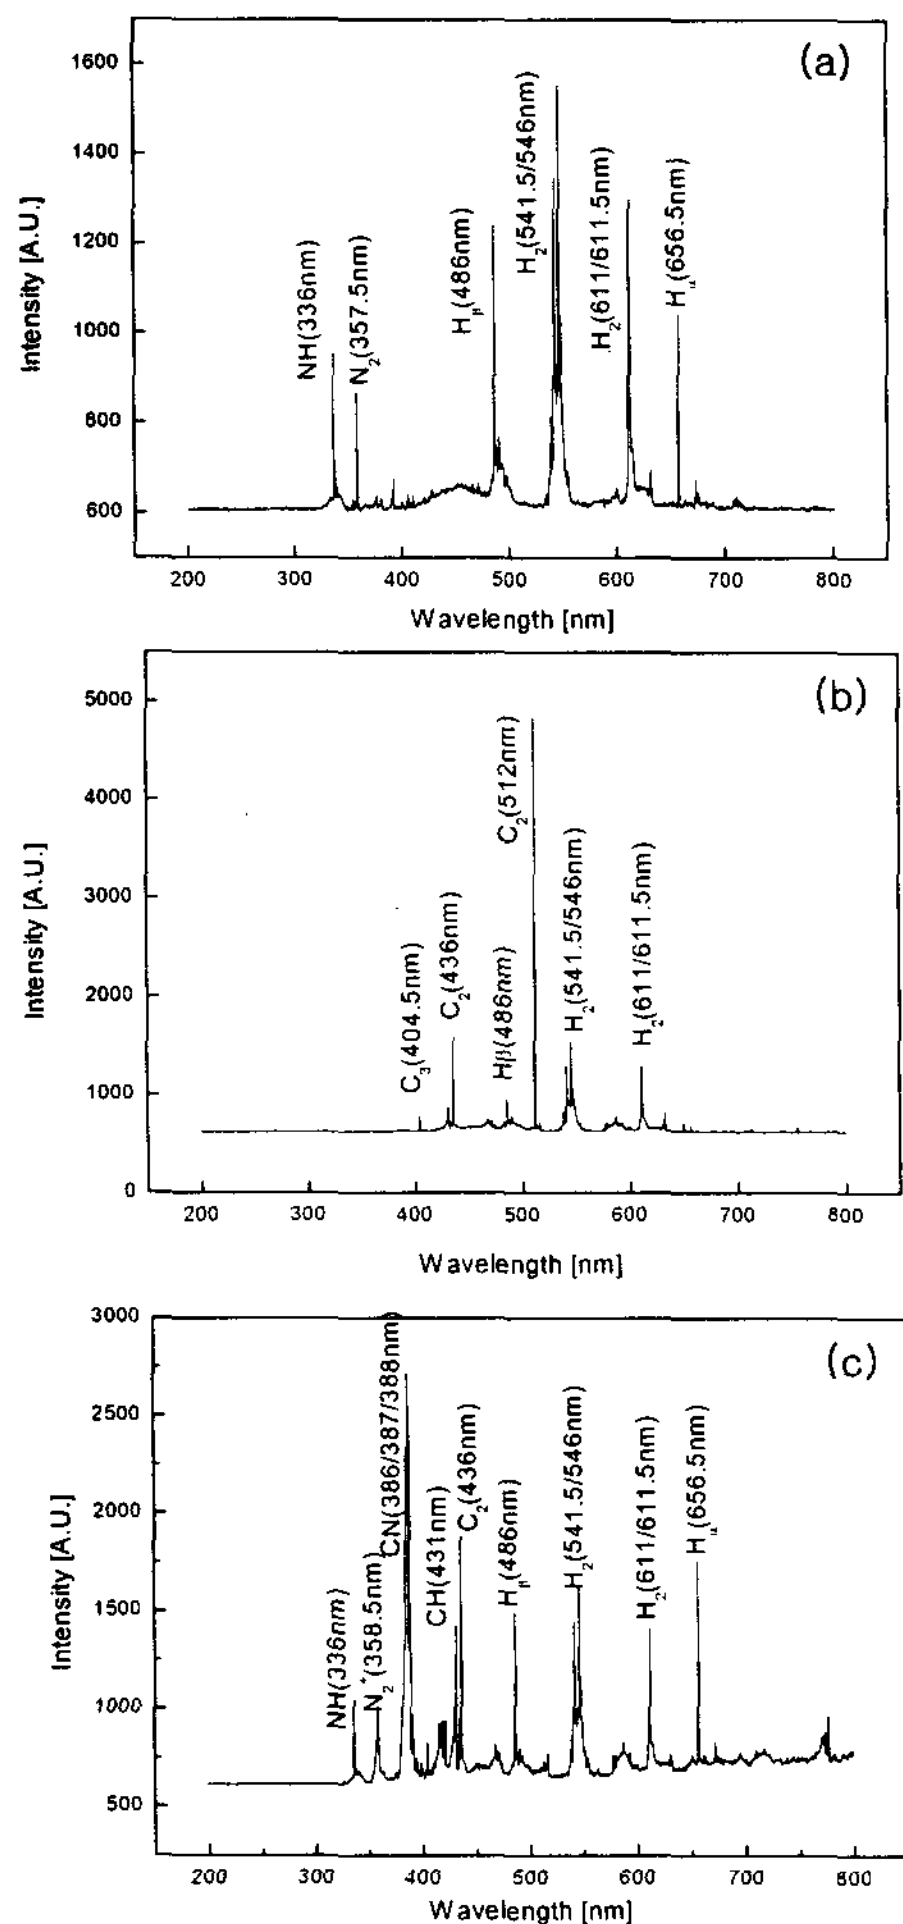 (a)
1600
1400
1200
1000
800
600
Intensity [A.U.]
NH(336nm)
N₂(357.5nm)
Hᵦ(486nm)
H₂(541.5/546nm)
H₂(611/611.5nm)
Hα(656.5nm)
200 300 400 500 600 700 800
Wavelength [nm]
(b)
5000
4000
3000
2000
1000
0
Intensity [A.U.]
C₃(404.5nm)
C₂(436nm)
Hβ(486nm)
C₂(512nm)
H₂(541.5/546nm)
H₂(611/611.5nm)
200 300 400 500 600 700 800
Wavelength [nm]
(c)
3000
2500
2000
1500
1000
500
Intensity [A.U.]
NH(336nm)
N₂⁺(358.5nm)
CN(386/387/388nm)
CH(431nm)
C₂(436nm)
Hᵦ(486nm)
H₂(541.5/546nm)
H₂(611/611.5nm)
Hα(656.5nm)
200 300 400 500 600 700 800
Wavelength [nm]